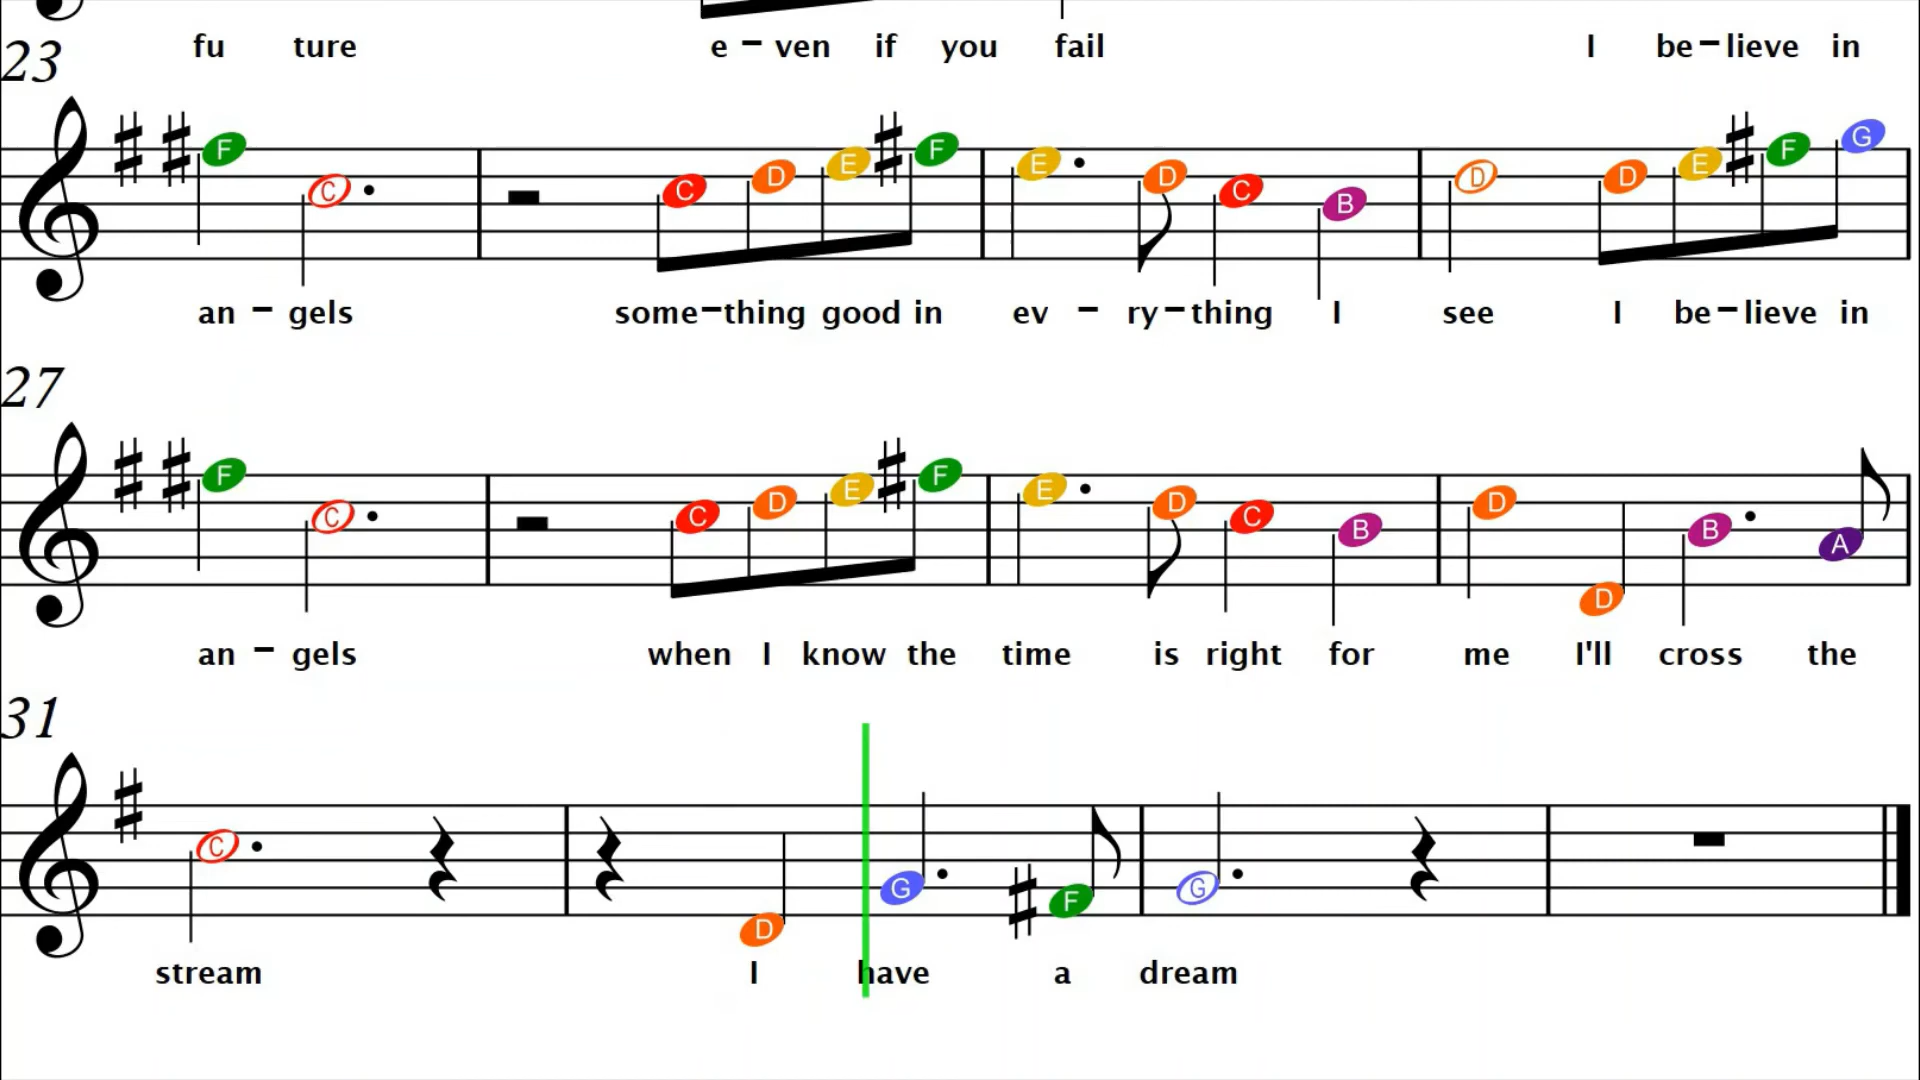 fu ture e - ven if you fail I be - lieve in
23
F C C D E F E D C B D D E F G
an - gels some - thing good in ev - ry - thing I see I be - lieve in
27
F C C D E F E D C B D D B A
an - gels when I know the time is right for me I'll cross the
31
C D G F G
stream I have a dream